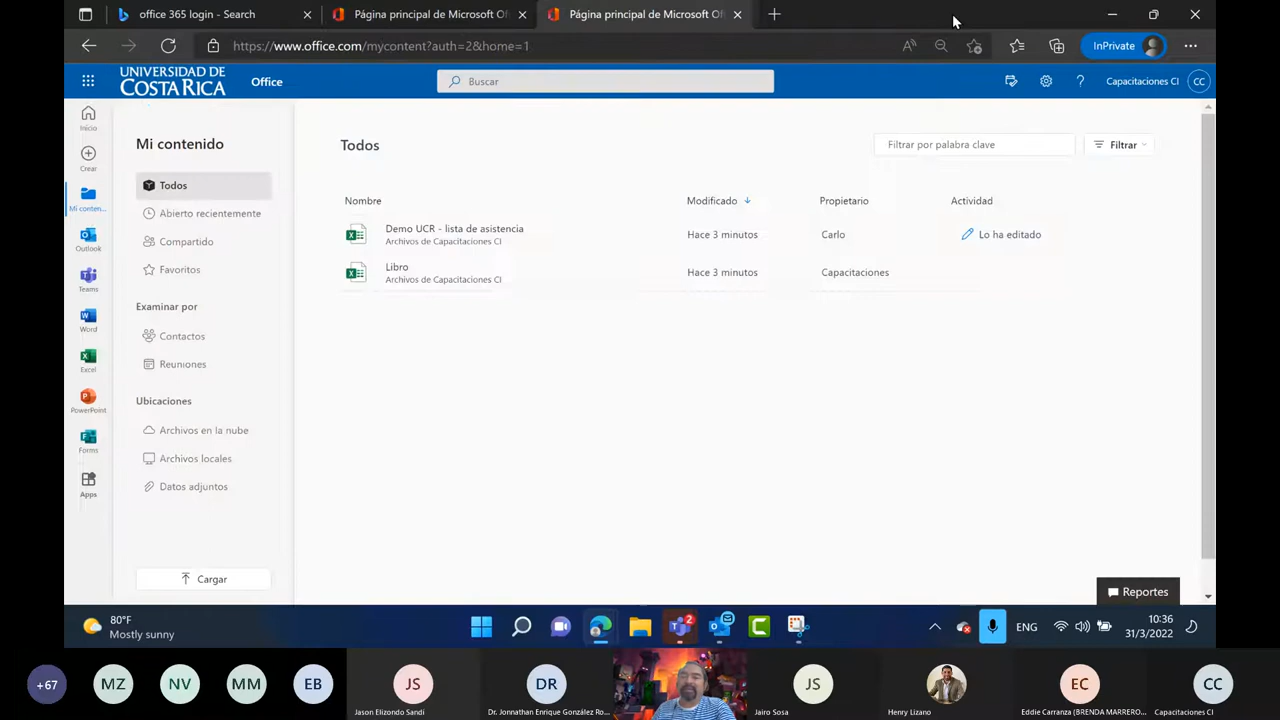 office 365 login - Search
Página principal de Microsoft Of
Página principal de Microsoft Of
https://www.office.com/mycontent?auth=2&home=1
InPrivate
UNIVERSIDAD DE
COSTA RICA
Office
Buscar
Capacitaciones CI
CC
Inicio
Crear
Mi conten...
Outlook
Teams
Word
Excel
PowerPoint
Forms
Apps
Mi contenido
Todos
Abierto recientemente
Compartido
Favoritos
Examinar por
Contactos
Reuniones
Ubicaciones
Archivos en la nube
Archivos locales
Datos adjuntos
Cargar
Todos
Filtrar por palabra clave
Filtrar
Nombre
Modificado
Propietario
Actividad
Demo UCR - lista de asistencia
Archivos de Capacitaciones CI
Hace 3 minutos
Carlo
Lo ha editado
Libro
Archivos de Capacitaciones CI
Hace 3 minutos
Capacitaciones
Reportes
80°F
Mostly sunny
2
ENG
10:36
31/3/2022
+67
MZ
NV
MM
EB
JS
Jason Elizondo Sandí
DR
Dr. Jonnathan Enrique González Ro...
JS
Jairo Sosa
Henry Lizano
EC
Eddie Carranza (BRENDA MARRERO...
CC
Capacitaciones CI